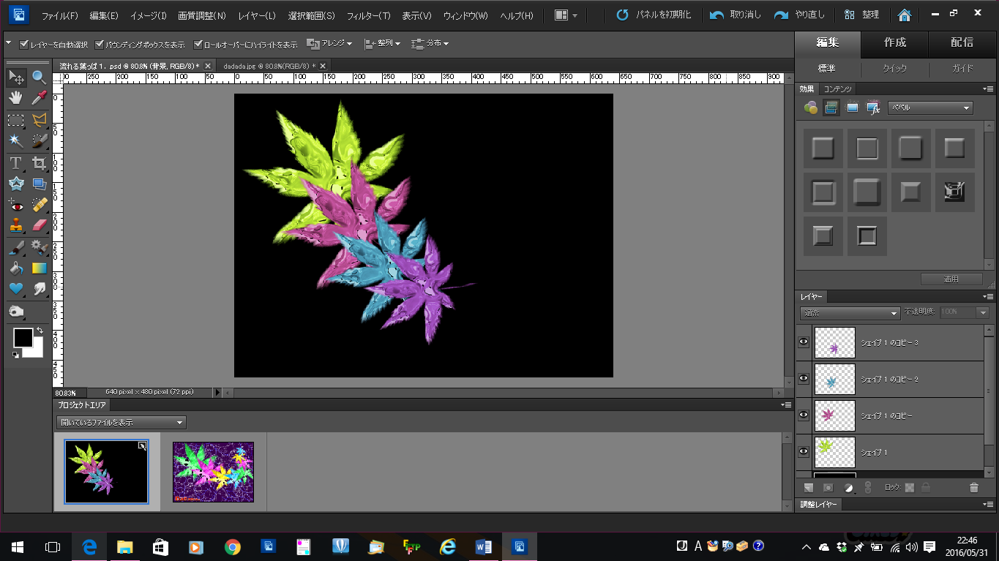 ファイル(F) 編集(E) イメージ(I) 画質調整(N) レイヤー(L) 選択範囲(S) フィルター(T) 表示(V) ウィンドウ(W) ヘルプ(H) パネルを初期化 取り消し やり直し 整理
レイヤーを自動選択 バウンディングボックスを表示 ロールオーバーにハイライトを表示 アレンジ 整列 分布
編集 作成 配信
標準 クイック ガイド
流れる葉っぱ１．psd @ 80.8% (背景, RGB/8) *
dadada.jpg @ 80.8%(RGB/8) *
効果 コンテンツ
ベベル
適用
レイヤー
通常 不透明度: 100%
シェイプ 1 のコピー 3
シェイプ 1 のコピー 2
シェイプ 1 のコピー
シェイプ 1
ロック:
調整レイヤー
80.83% 640 pixel x 480 pixel (72 ppi)
プロジェクトエリア
開いているファイルを表示
FFTP
A
22:46
2016/05/31